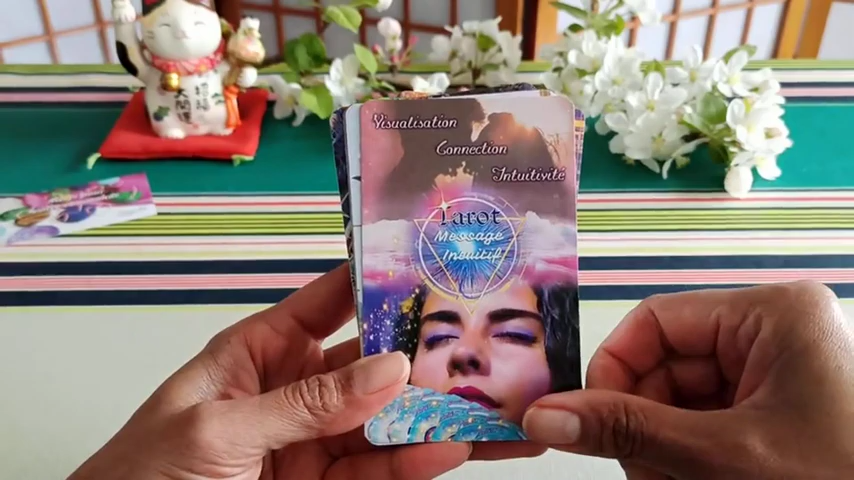 Visualisation
Connection
Intuitivité
Tarot
Message
Intuitif